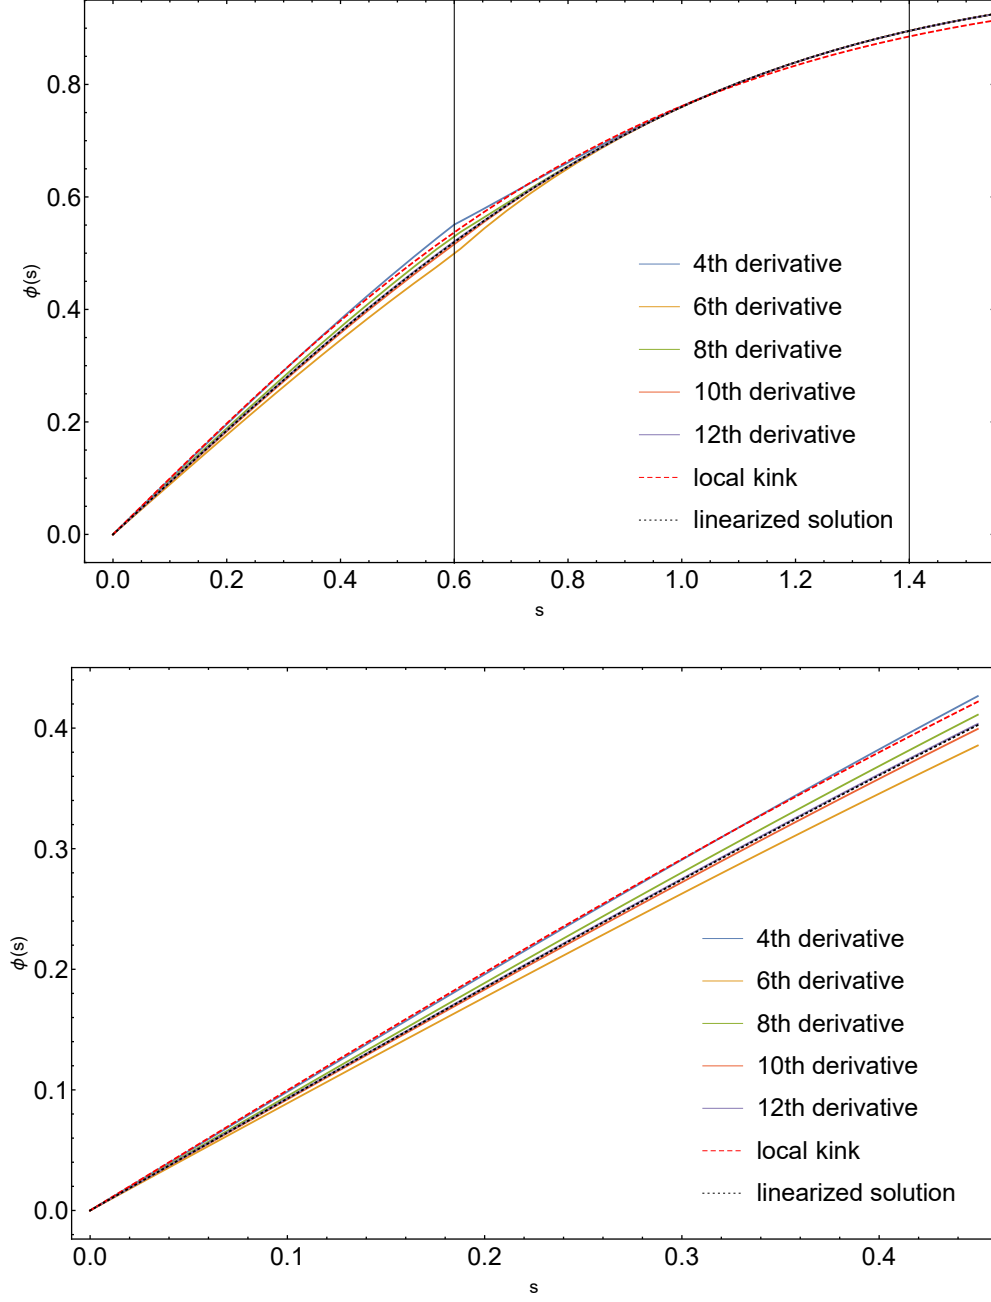 0.8
0.6
0.4
0.2
0.0
ϕ(s)
4th derivative
6th derivative
8th derivative
10th derivative
12th derivative
local kink
linearized solution
0.0 0.2 0.4 0.6 0.8 1.0 1.2 1.4
s
0.4
0.3
0.2
0.1
0.0
ϕ(s)
4th derivative
6th derivative
8th derivative
10th derivative
12th derivative
local kink
linearized solution
0.0 0.1 0.2 0.3 0.4
s